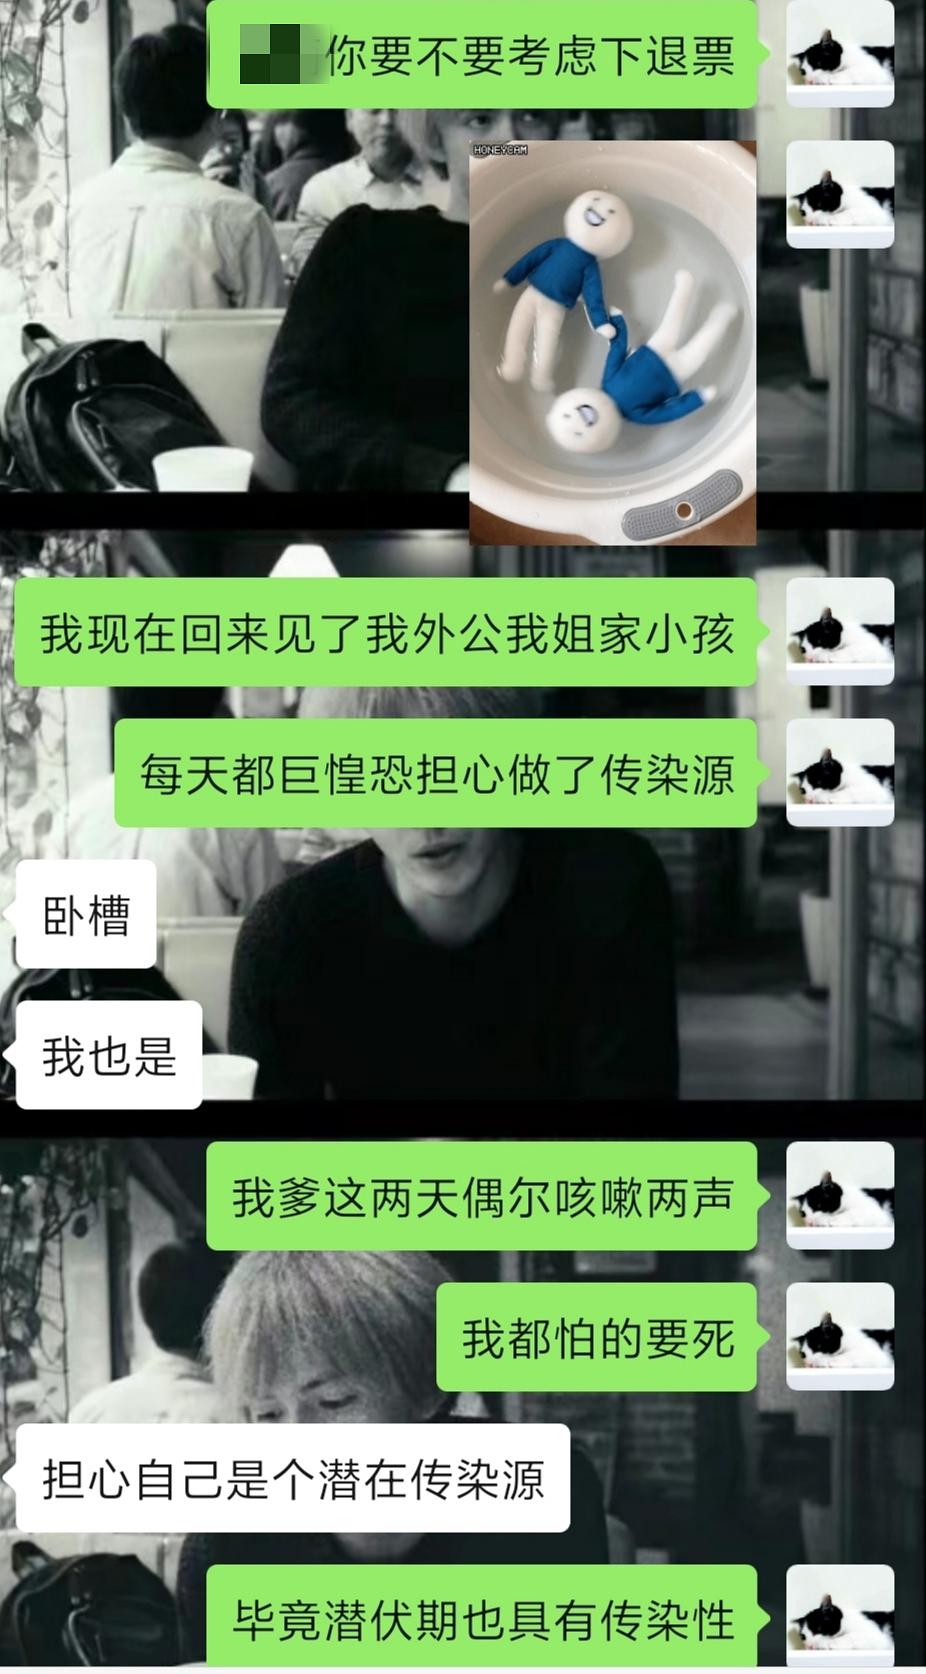 你要不要考虑下退票
HONEYCAM
我现在回来见了我外公我姐家小孩
每天都巨惶恐担心做了传染源
卧槽
我也是
我爹这两天偶尔咳嗽两声
我都怕的要死
担心自己是个潜在传染源
毕竟潜伏期也具有传染性